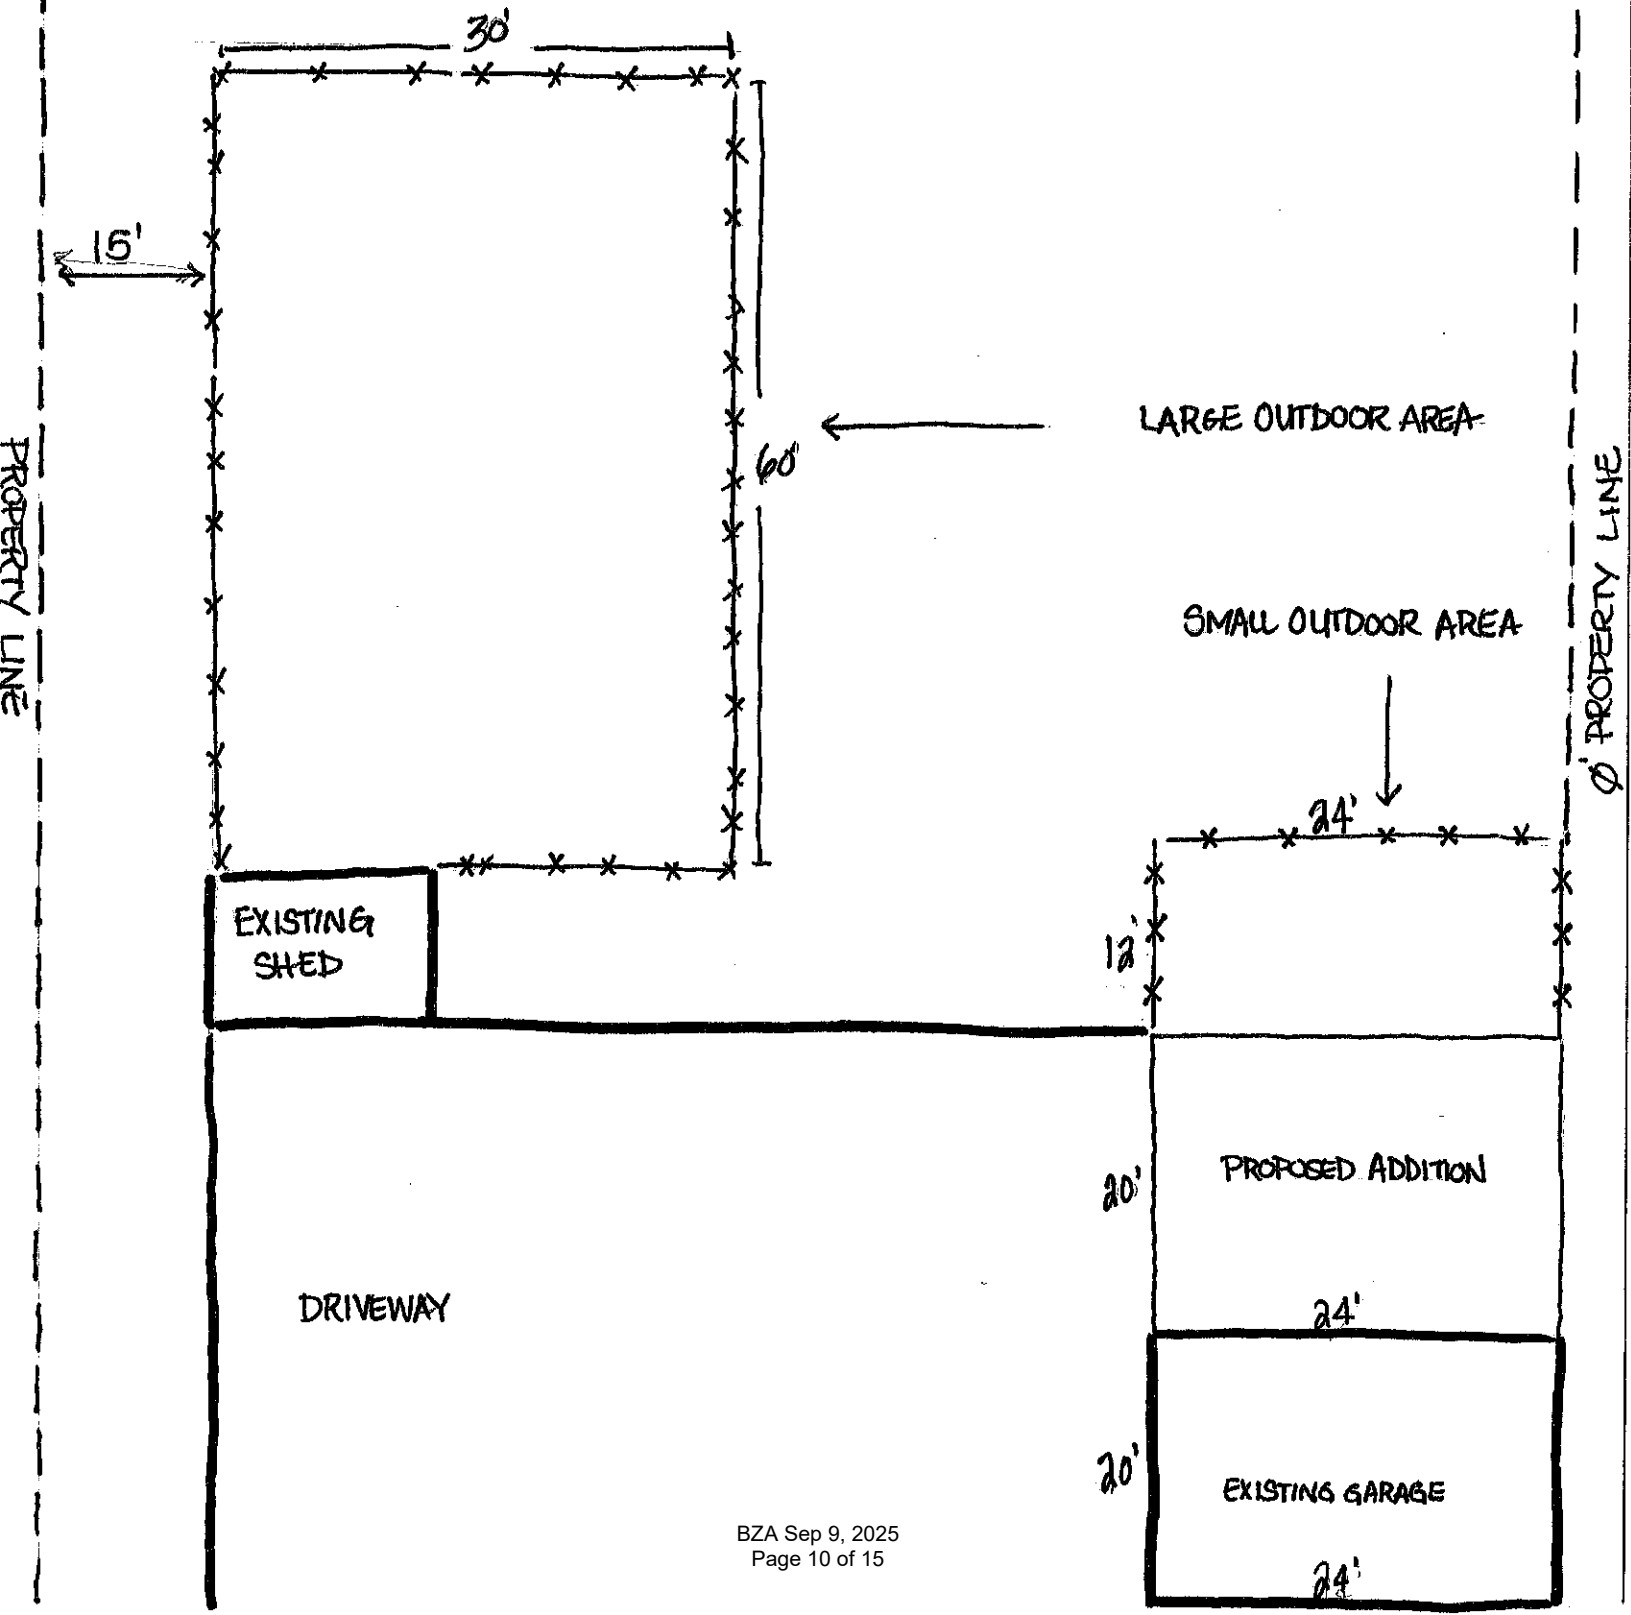 30'
15'
LARGE OUTDOOR AREA
60'
PROPERTY LINE
Ø' PROPERTY LINE
SMALL OUTDOOR AREA
24'
EXISTING
SHED
12'
PROPOSED ADDITION
20'
DRIVEWAY
24'
20'
EXISTING GARAGE
BZA Sep 9, 2025
Page 10 of 15
24'